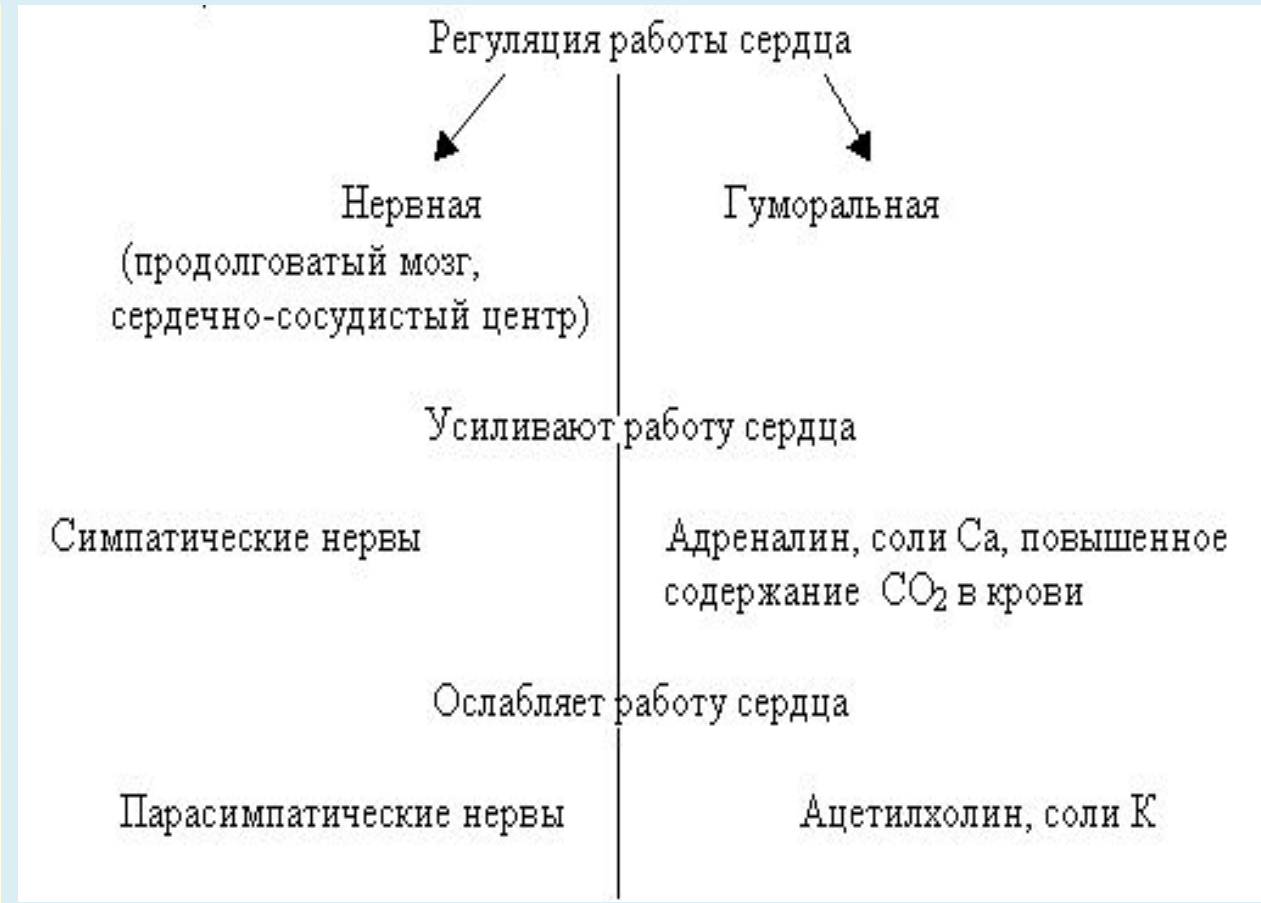 Регуляция работы сердца
Нервная
Гуморальная
(продолговатый мозг,
сердечно-сосудистый центр)
Усиливают работу сердца
Симпатические нервы
Адреналин, соли Ca, повышенное
содержание CO₂ в крови
Ослабляет работу сердца
Парасимпатические нервы
Ацетилхолин, соли К